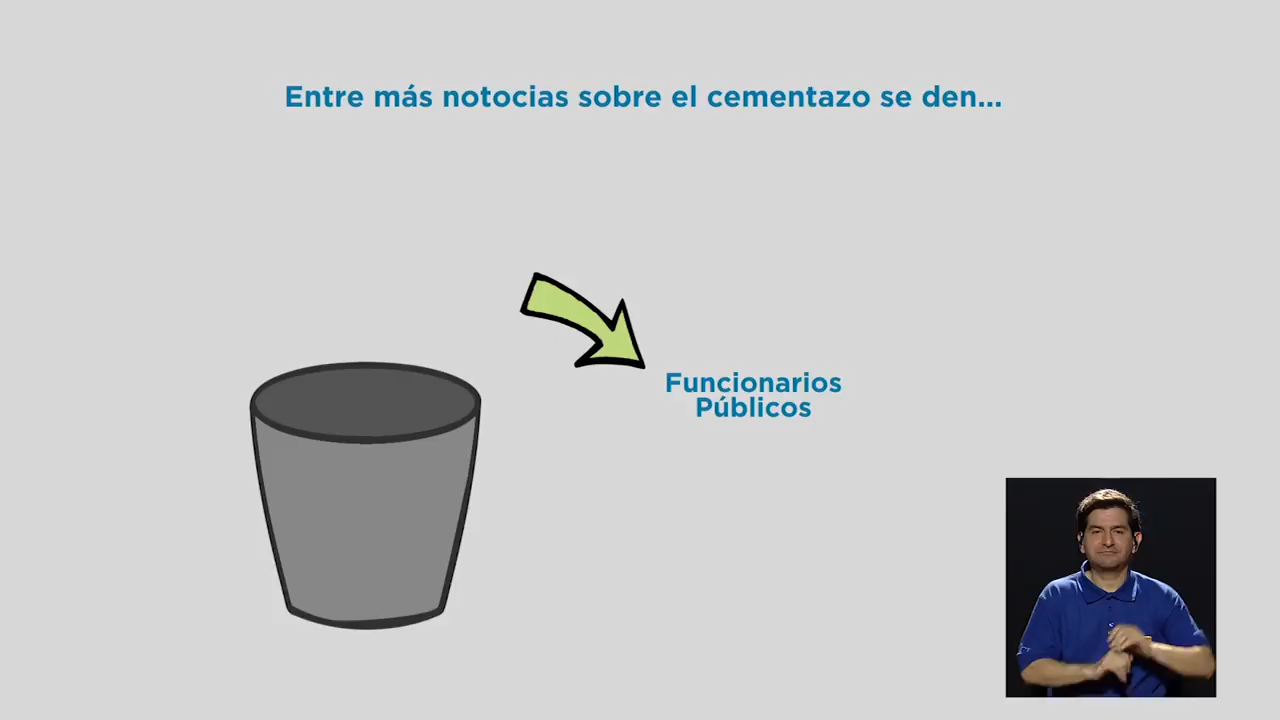 Entre más notocias sobre el cementazo se den...
Funcionarios
Públicos